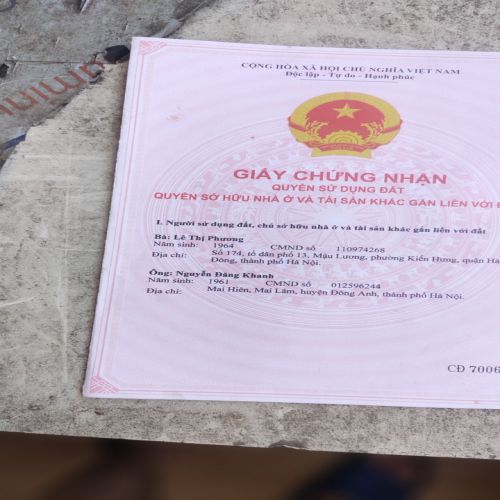 CỘNG HÒA XÃ HỘI CHỦ NGHĨA VIỆT NAM
Độc lập - Tự do - Hạnh phúc
GIẤY CHỨNG NHẬN
QUYỀN SỬ DỤNG ĐẤT
QUYỀN SỞ HỮU NHÀ Ở VÀ TÀI SẢN KHÁC GẮN LIỀN VỚI
I. Người sử dụng đất, chủ sở hữu nhà ở và tài sản khác gắn liền với đất
Bà: Lê Thị Phương
Năm sinh: 1964 CMND số 110974268
Địa chỉ: Số 174, tổ dân phố 13, Mậu Lương, phường Kiến Hưng, quận Hà
Đông, thành phố Hà Nội.
Ông: Nguyễn Đăng Khanh
Năm sinh: 1961 CMND số 012596244
Địa chỉ: Mai Hiên, Mai Lâm, huyện Đông Anh, thành phố Hà Nội.
CĐ 7006